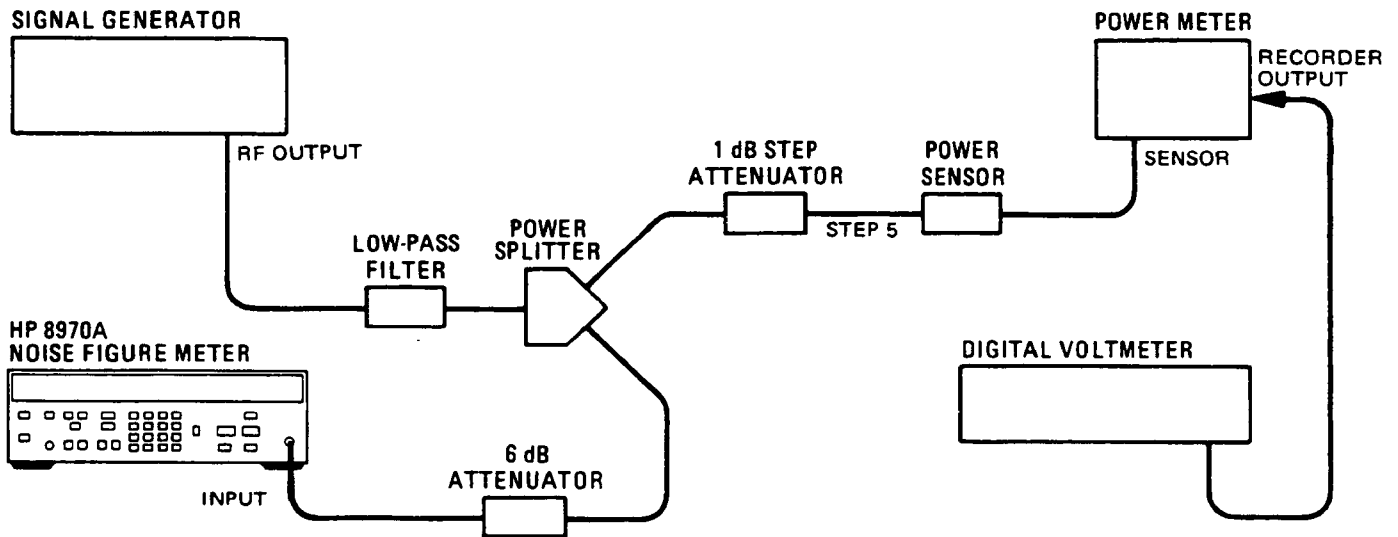 SIGNAL GENERATOR
RF OUTPUT
POWER METER
RECORDER
OUTPUT
SENSOR
1 dB STEP
ATTENUATOR
STEP 5
POWER
SENSOR
POWER
SPLITTER
LOW-PASS
FILTER
HP 8970A
NOISE FIGURE METER
INPUT
6 dB
ATTENUATOR
DIGITAL VOLTMETER